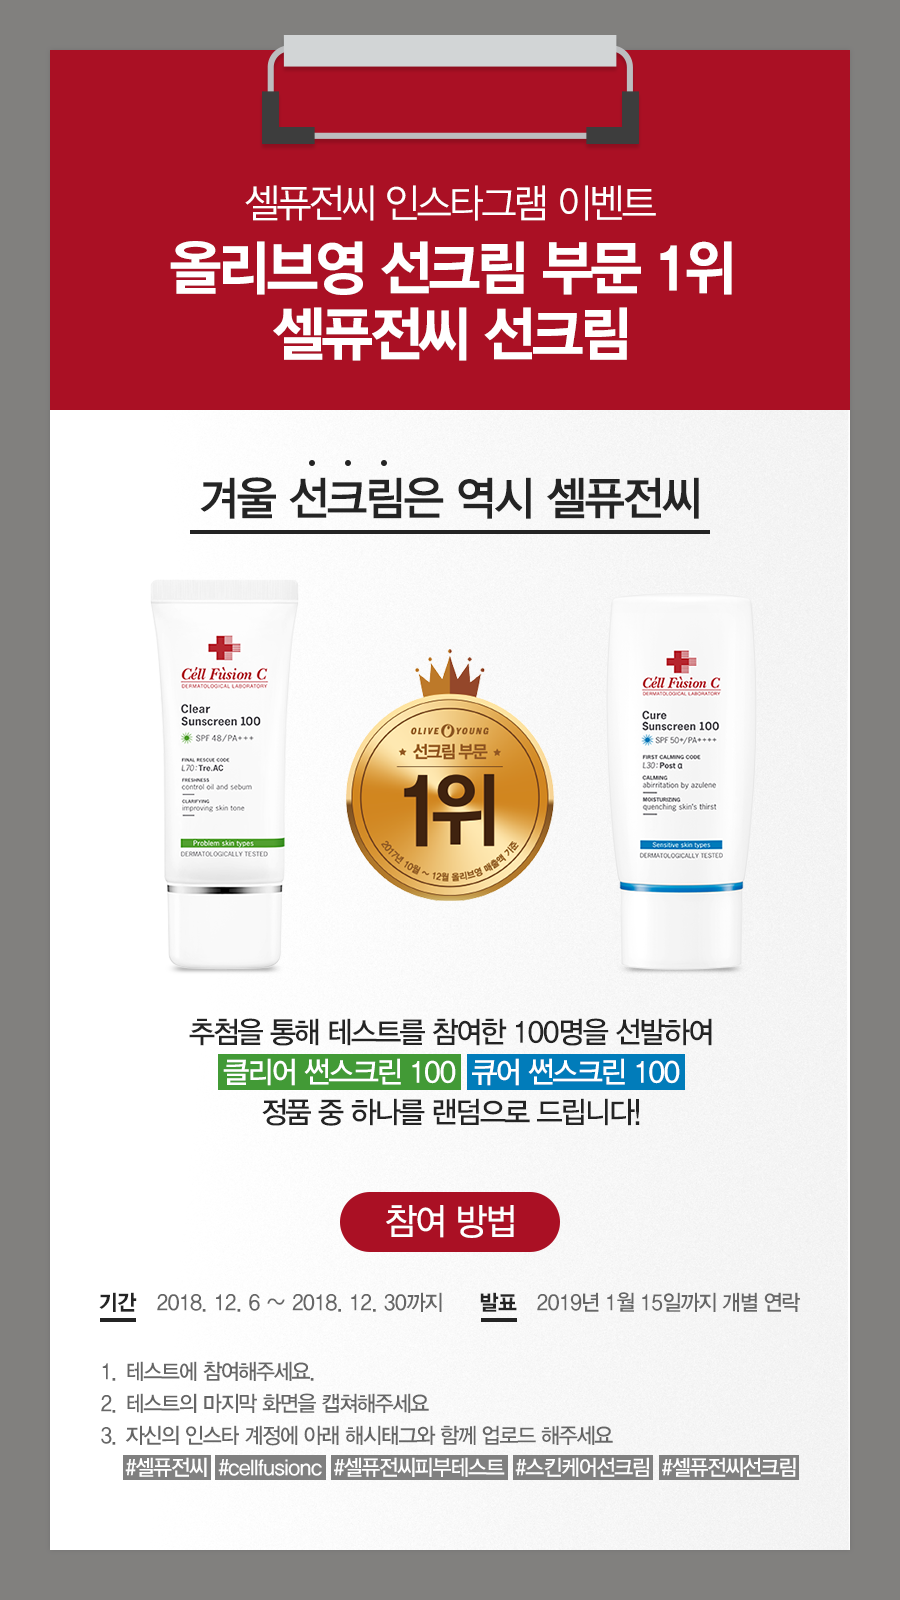 셀퓨전씨 인스타그램 이벤트
올리브영 선크림 부문 1위
셀퓨전씨 선크림
겨울 선크림은 역시 셀퓨전씨
Céll Fùsion C
DERMATOLOGICAL LABORATORY
Clear
Sunscreen 100
SPF 48/PA+++
FINAL RESCUE CODE
L70: Tre.AC
FRESHNESS
control oil and sebum
CLARIFYING
improving skin tone
Problem skin types
DERMATOLOGICALLY TESTED
OLIVE YOUNG
선크림 부문
1위
2017년 10월 ~ 12월 올리브영 매출액 기준
Céll Fùsion C
DERMATOLOGICAL LABORATORY
Cure
Sunscreen 100
SPF 50+/PA++++
FIRST CALMING CODE
L30: Post α
CALMING
abirritation by azulene
MOISTURIZING
quenching skin's thirst
Sensitive skin types
DERMATOLOGICALLY TESTED
추첨을 통해 테스트를 참여한 100명을 선발하여
클리어 썬스크린 100 큐어 썬스크린 100
정품 중 하나를 랜덤으로 드립니다!
참여 방법
기간 2018. 12. 6 ~ 2018. 12. 30까지 발표 2019년 1월 15일까지 개별 연락
1. 테스트에 참여해주세요.
2. 테스트의 마지막 화면을 캡쳐해주세요
3. 자신의 인스타 계정에 아래 해시태그와 함께 업로드 해주세요
#셀퓨전씨 #cellfusionc #셀퓨전씨피부테스트 #스킨케어선크림 #셀퓨전씨선크림